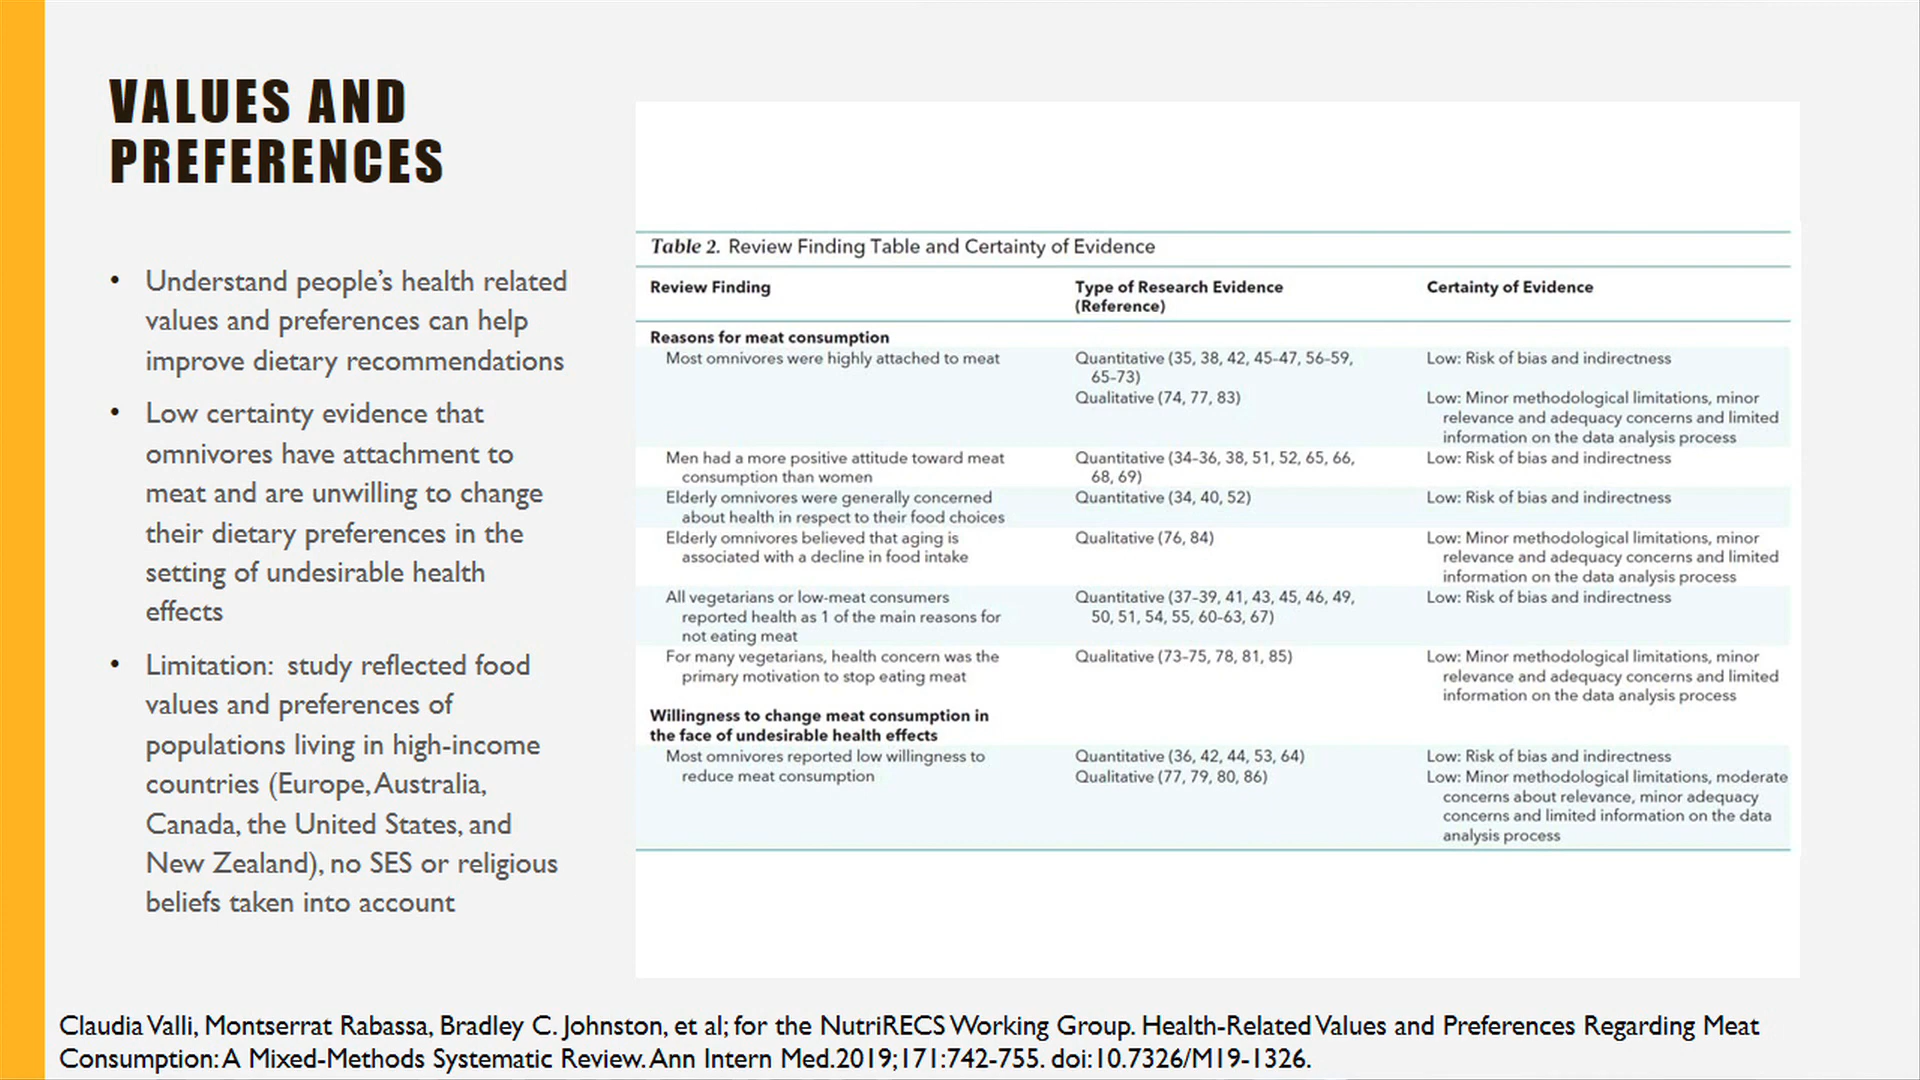 VALUES AND
PREFERENCES
• Understand people's health related
values and preferences can help
improve dietary recommendations
• Low certainty evidence that
omnivores have attachment to
meat and are unwilling to change
their dietary preferences in the
setting of undesirable health
effects
• Limitation: study reflected food
values and preferences of
populations living in high-income
countries (Europe, Australia,
Canada, the United States, and
New Zealand), no SES or religious
beliefs taken into account
Table 2. Review Finding Table and Certainty of Evidence
Review Finding Type of Research Evidence Certainty of Evidence
(Reference)
Reasons for meat consumption
Most omnivores were highly attached to meat Quantitative (35, 38, 42, 45–47, 56–59, Low: Risk of bias and indirectness
65–73)
Qualitative (74, 77, 83) Low: Minor methodological limitations, minor
relevance and adequacy concerns and limited
information on the data analysis process
Men had a more positive attitude toward meat Quantitative (34–36, 38, 51, 52, 65, 66, Low: Risk of bias and indirectness
consumption than women 68, 69)
Elderly omnivores were generally concerned Quantitative (34, 40, 52) Low: Risk of bias and indirectness
about health in respect to their food choices
Elderly omnivores believed that aging is Qualitative (76, 84) Low: Minor methodological limitations, minor
associated with a decline in food intake relevance and adequacy concerns and limited
information on the data analysis process
All vegetarians or low-meat consumers Quantitative (37–39, 41, 43, 45, 46, 49, Low: Risk of bias and indirectness
reported health as 1 of the main reasons for 50, 51, 54, 55, 60–63, 67)
not eating meat
For many vegetarians, health concern was the Qualitative (73–75, 78, 81, 85) Low: Minor methodological limitations, minor
primary motivation to stop eating meat relevance and adequacy concerns and limited
information on the data analysis process
Willingness to change meat consumption in
the face of undesirable health effects
Most omnivores reported low willingness to Quantitative (36, 42, 44, 53, 64) Low: Risk of bias and indirectness
reduce meat consumption Qualitative (77, 79, 80, 86) Low: Minor methodological limitations, moderate
concerns about relevance, minor adequacy
concerns and limited information on the data
analysis process
Claudia Valli, Montserrat Rabassa, Bradley C. Johnston, et al; for the NutriRECS Working Group. Health-Related Values and Preferences Regarding Meat
Consumption: A Mixed-Methods Systematic Review. Ann Intern Med.2019;171:742-755. doi:10.7326/M19-1326.